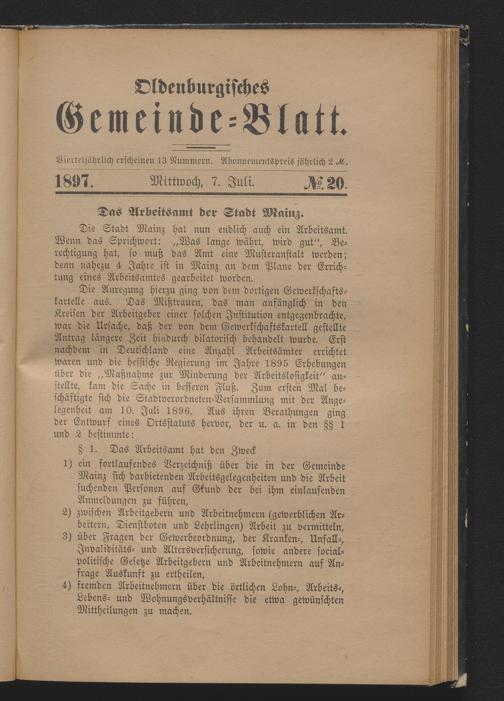 Oldenburgisches
Gemeinde-Blatt.
Vierteljährlich erscheinen 13 Nummern. Abonnementspreis jährlich 2 M.
1897. Mittwoch, 7. Juli. No. 20.
Das Arbeitsamt der Stadt Mainz.
Die Stadt Mainz hat nun endlich auch ein Arbeitsamt.
Wenn das Sprichwort: „Was lange währt, wird gut", Be-
rechtigung hat, so muß das Amt eine Musteranstalt werden;
denn nahezu 4 Jahre ist in Mainz an dem Plane der Errich-
tung eines Arbeitsamtes gearbeitet worden.
Die Anregung hierzu ging von dem dortigen Gewerkschafts-
kartelle aus. Das Mißtrauen, das man anfänglich in den
Kreisen der Arbeitgeber einer solchen Institution entgegenbrachte,
war die Ursache, daß der von dem Gewerkschaftskartell gestellte
Antrag längere Zeit hindurch dilatorisch behandelt wurde. Erst
nachdem in Deutschland eine Anzahl Arbeitsämter errichtet
waren und die hessische Regierung im Jahre 1895 Erhebungen
über die „Maßnahme zur Minderung der Arbeitslosigkeit" an-
stellte, kam die Sache in besseren Fluß. Zum ersten Mal be-
schäftigte sich die Stadtverordneten-Versammlung mit der Ange-
legenheit am 10. Juli 1896. Aus ihren Berathungen ging
der Entwurf eines Ortsstatuts hervor, der u. a. in den §§ 1
und 2 bestimmte:
§ 1. Das Arbeitsamt hat den Zweck
1) ein fortlaufendes Verzeichniß über die in der Gemeinde
Mainz sich darbietenden Arbeitsgelegenheiten und die Arbeit
suchenden Personen auf Grund der bei ihm einlaufenden
Anmeldungen zu führen,
2) zwischen Arbeitgebern und Arbeitnehmern (gewerblichen Ar-
beitern, Dienstboten und Lehrlingen) Arbeit zu vermitteln,
3) über Fragen der Gewerbeordnung, der Kranken-, Unfall-,
Invaliditäts- und Altersversicherung, sowie andere social-
politische Gesetze Arbeitgebern und Arbeitnehmern auf An-
frage Auskunft zu ertheilen,
4) fremden Arbeitnehmern über die örtlichen Lohn-, Arbeits-,
Lebens- und Wohnungsverhältnisse die etwa gewünschten
Mittheilungen zu machen.